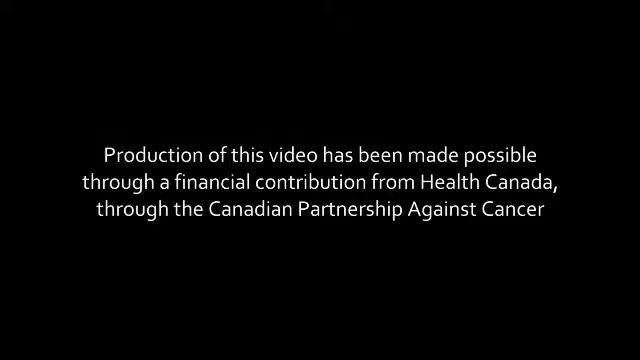 Production of this video has been made possible
through a financial contribution from Health Canada,
through the Canadian Partnership Against Cancer